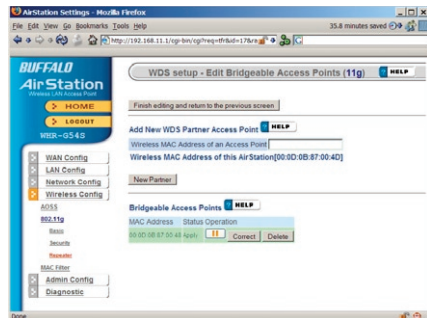 AirStation Settings - Mozilla Firefox
File Edit View Go Bookmarks Tools Help
35.8 minutes saved
http://192.168.11.1/cgi-bin/cgi?req=tfr&id=17&re
BUFFALO
AirStation
Wireless LAN Access Point
HOME
LOGOUT
WHR-G54S
WAN Config
LAN Config
Network Config
Wireless Config
AOSS
802.11g
Basic
Security
Repeater
MAC Filter
Admin Config
Diagnostic
WDS setup - Edit Bridgeable Access Points (11g)
HELP
Finish editing and return to the previous screen
Add New WDS Partner Access Point HELP
Wireless MAC Address of an Access Point
Wireless MAC Address of this AirStation[00:0D:0B:87:00:4D]
New Partner
Bridgeable Access Points HELP
MAC Address Status Operation
Apply Correct Delete
Done